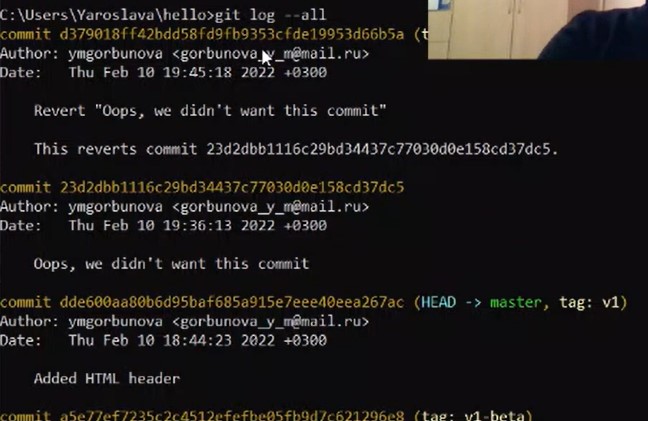 C:\Users\Yaroslava\hello>git log --all
commit d379018ff42bdd58fd9fb9353cfde19953d66b5a (t
Author: ymgorbunova <gorbunova_y_m@mail.ru>
Date:   Thu Feb 10 19:45:18 2022 +0300
Revert "Oops, we didn't want this commit"
This reverts commit 23d2dbb1116c29bd34437c77030d0e158cd37dc5.
commit 23d2dbb1116c29bd34437c77030d0e158cd37dc5
Author: ymgorbunova <gorbunova_y_m@mail.ru>
Date:   Thu Feb 10 19:36:13 2022 +0300
Oops, we didn't want this commit
commit dde600aa80b6d95baf685a915e7eee40eea267ac (HEAD -> master, tag: v1)
Author: ymgorbunova <gorbunova_y_m@mail.ru>
Date:   Thu Feb 10 18:44:23 2022 +0300
Added HTML header
commit a5e77ef7235c2c4512efefbe05fb9d7c621296e8 (tag: v1-beta)